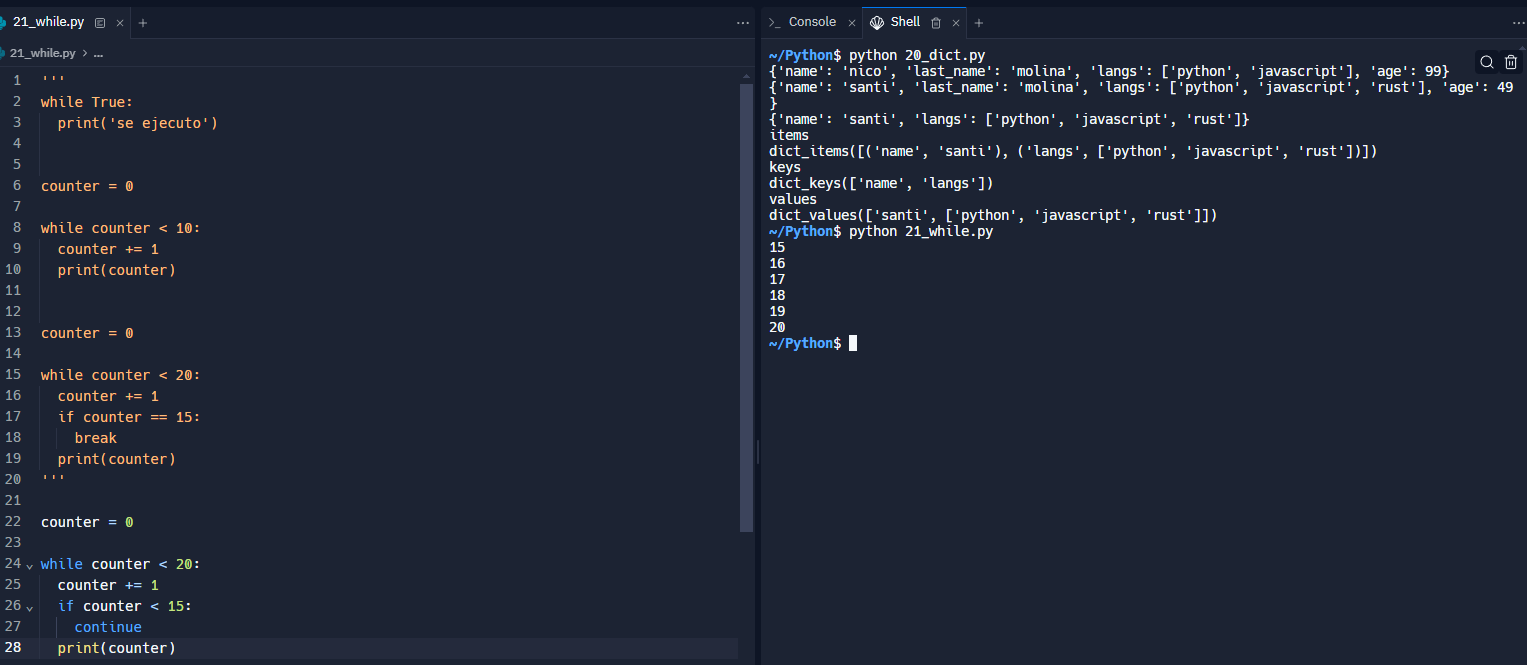 21_while.py
21_while.py > ...
1 '''
2 while True:
3   print('se ejecuto')
4
5
6 counter = 0
7
8 while counter < 10:
9   counter += 1
10   print(counter)
11
12
13 counter = 0
14
15 while counter < 20:
16   counter += 1
17   if counter == 15:
18     break
19   print(counter)
20 '''
21
22 counter = 0
23
24 while counter < 20:
25   counter += 1
26   if counter < 15:
27     continue
28   print(counter)
Console
Shell
~/Python$ python 20_dict.py
{'name': 'nico', 'last_name': 'molina', 'langs': ['python', 'javascript'], 'age': 99}
{'name': 'santi', 'last_name': 'molina', 'langs': ['python', 'javascript', 'rust'], 'age': 49
}
{'name': 'santi', 'langs': ['python', 'javascript', 'rust']}
items
dict_items([('name', 'santi'), ('langs', ['python', 'javascript', 'rust'])])
keys
dict_keys(['name', 'langs'])
values
dict_values(['santi', ['python', 'javascript', 'rust']])
~/Python$ python 21_while.py
15
16
17
18
19
20
~/Python$